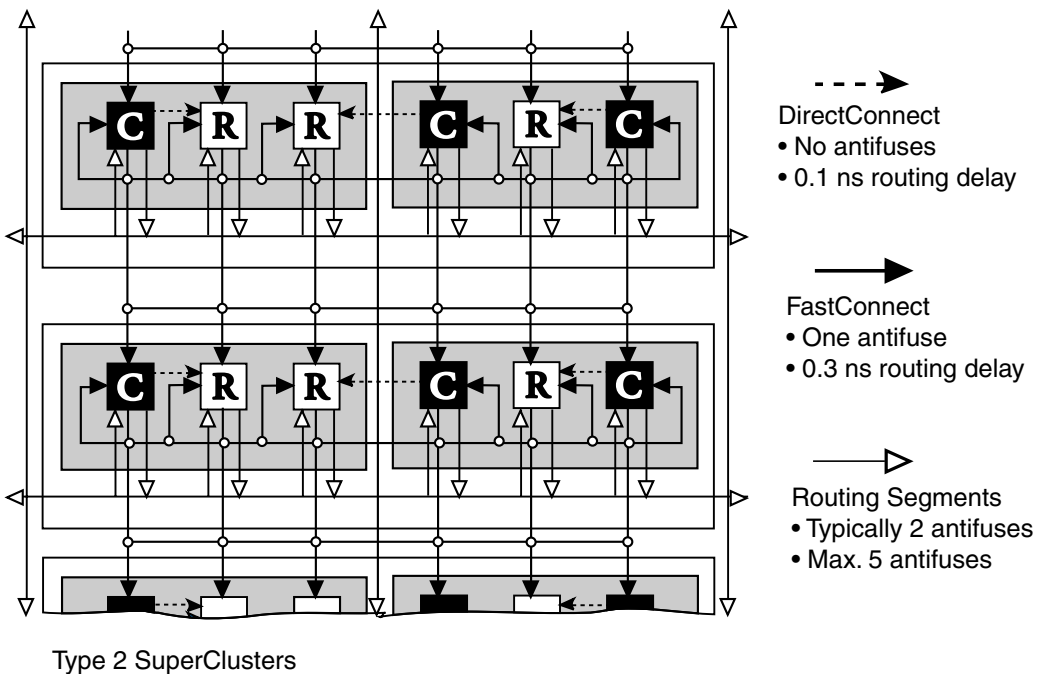 C R R C R C
DirectConnect
• No antifuses
• 0.1 ns routing delay
FastConnect
• One antifuse
• 0.3 ns routing delay
C R R C R C
Routing Segments
• Typically 2 antifuses
• Max. 5 antifuses
Type 2 SuperClusters